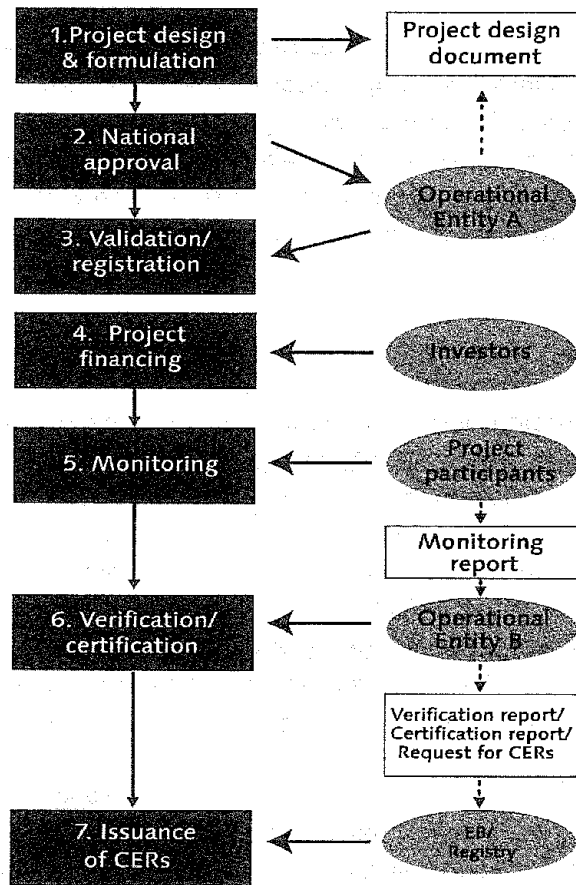 1.Project design
& formulation
Project design
document
2. National
approval
Operational
Entity A
3. Validation/
registration
4. Project
financing
Investors
5. Monitoring
Project
participants
Monitoring
report
6. Verification/
certification
Operational
Entity B
Verification report/
Certification report/
Request for CERs
7. Issuance
of CERs
EB/
Registry